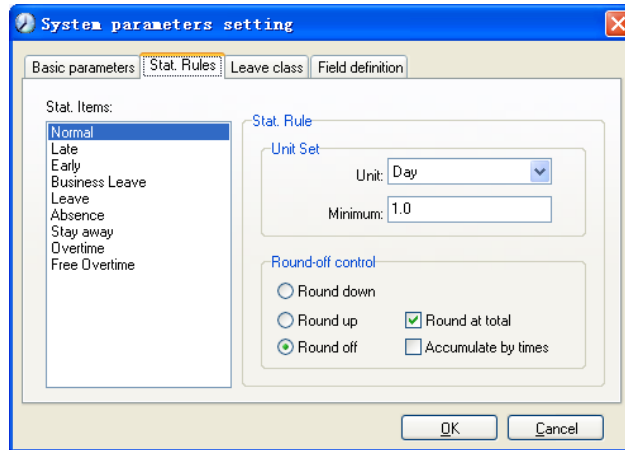 System parameters setting
Basic parameters Stat. Rules Leave class Field definition
Stat. Items:
Normal
Late
Early
Business Leave
Leave
Absence
Stay away
Overtime
Free Overtime
Stat. Rule
Unit Set
Unit: Day
Minimum: 1.0
Round-off control
Round down
Round up Round at total
Round off Accumulate by times
OK Cancel